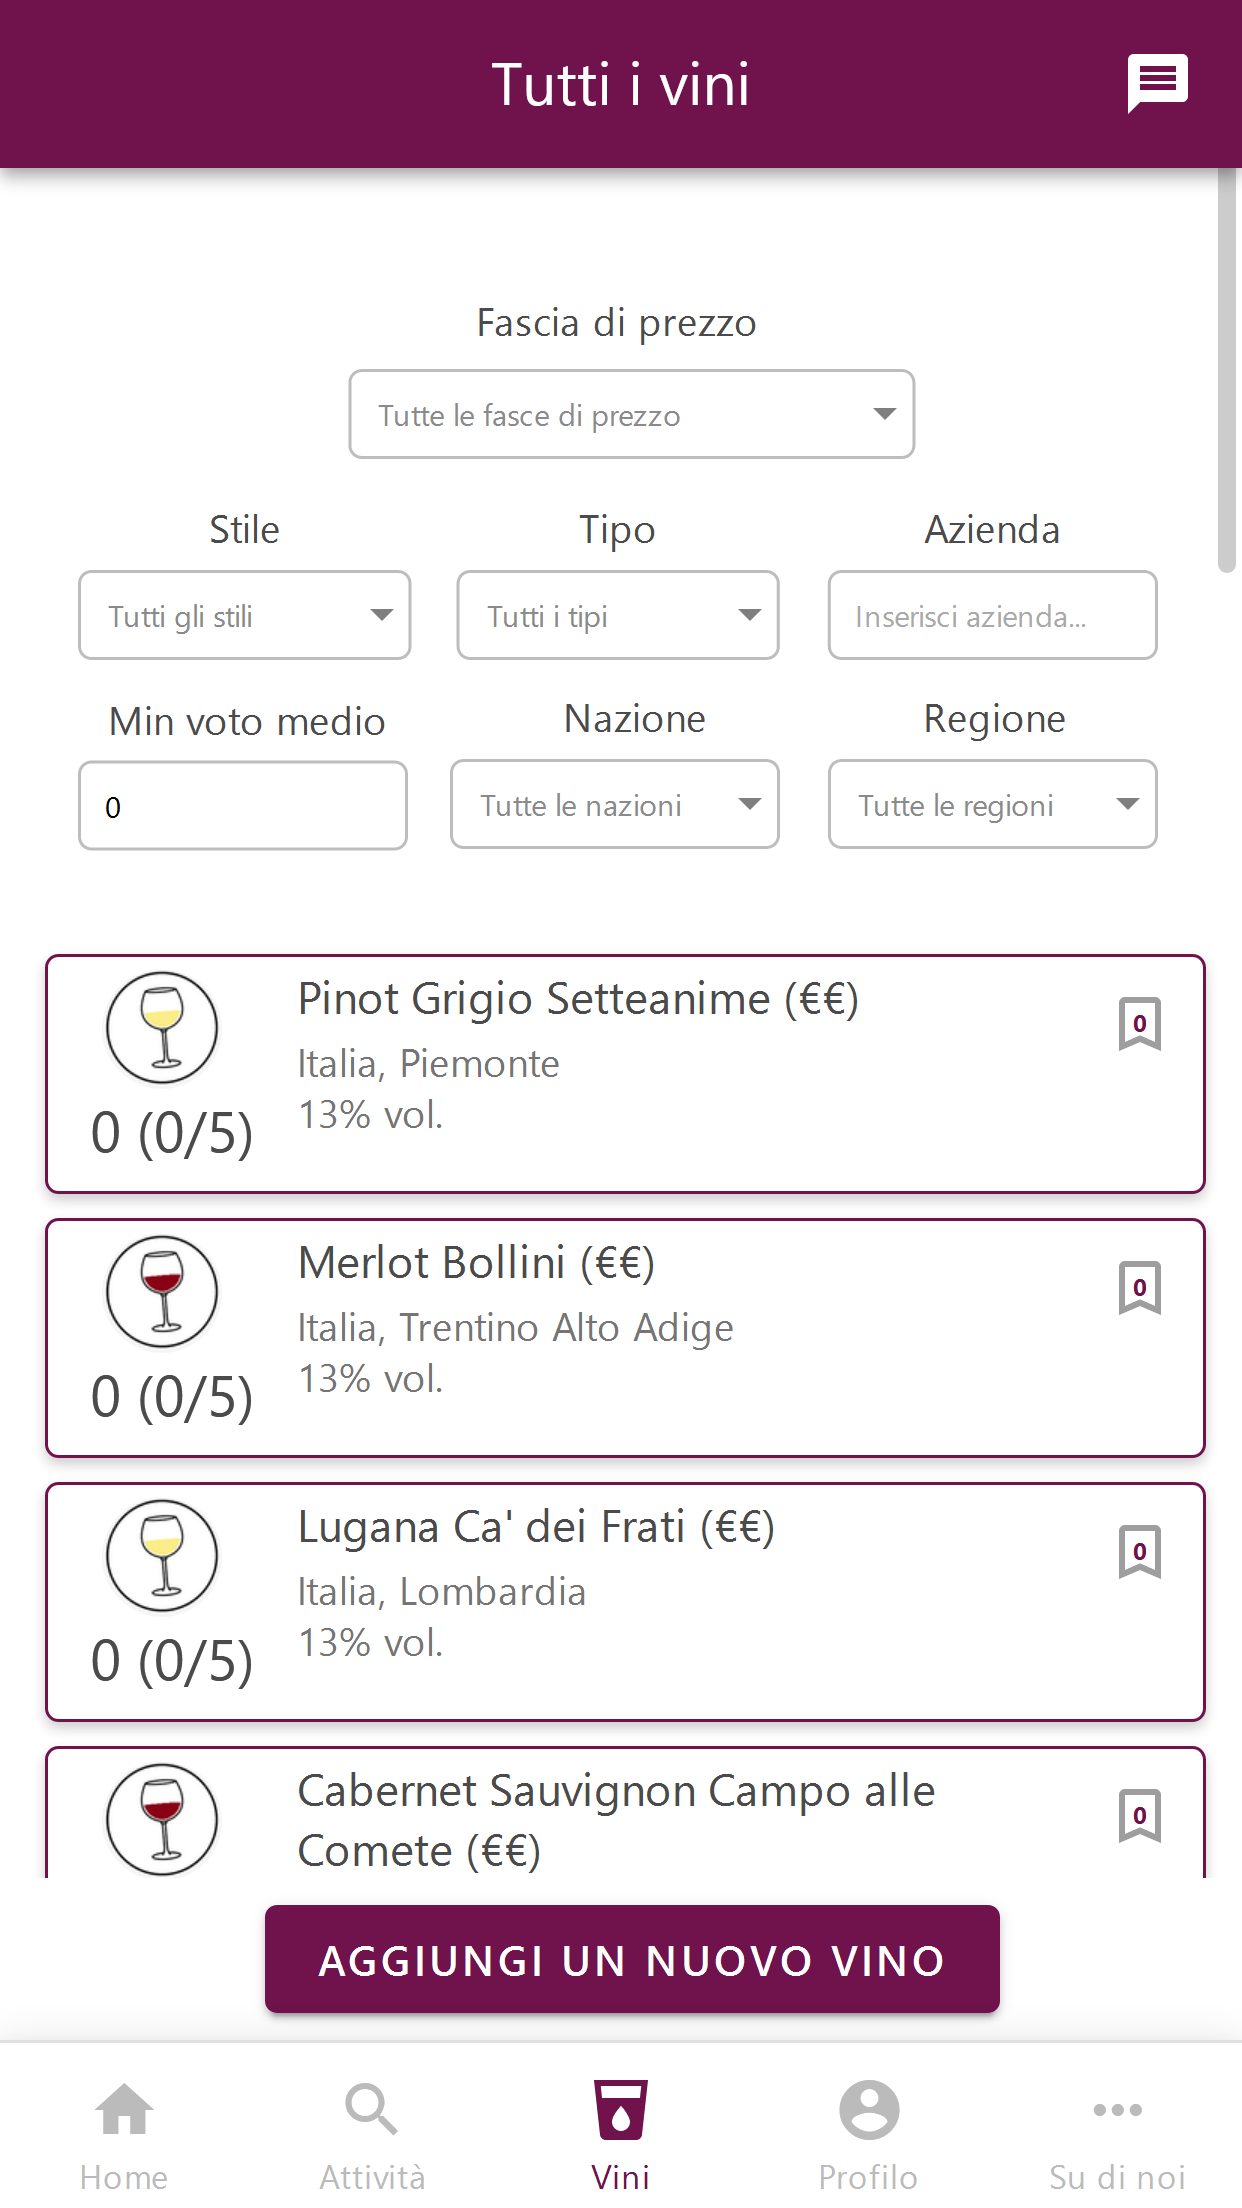 Tutti i vini
Fascia di prezzo
Tutte le fasce di prezzo
Stile
Tipo
Azienda
Tutti gli stili
Tutti i tipi
Inserisci azienda...
Min voto medio
Nazione
Regione
0
Tutte le nazioni
Tutte le regioni
Pinot Grigio Setteanime (€€)
0
Italia, Piemonte
13% vol.
0 (0/5)
Merlot Bollini (€€)
0
Italia, Trentino Alto Adige
13% vol.
0 (0/5)
Lugana Ca' dei Frati (€€)
0
Italia, Lombardia
13% vol.
0 (0/5)
Cabernet Sauvignon Campo alle
Comete (€€)
0
AGGIUNGI UN NUOVO VINO
Home
Attività
Vini
Profilo
Su di noi